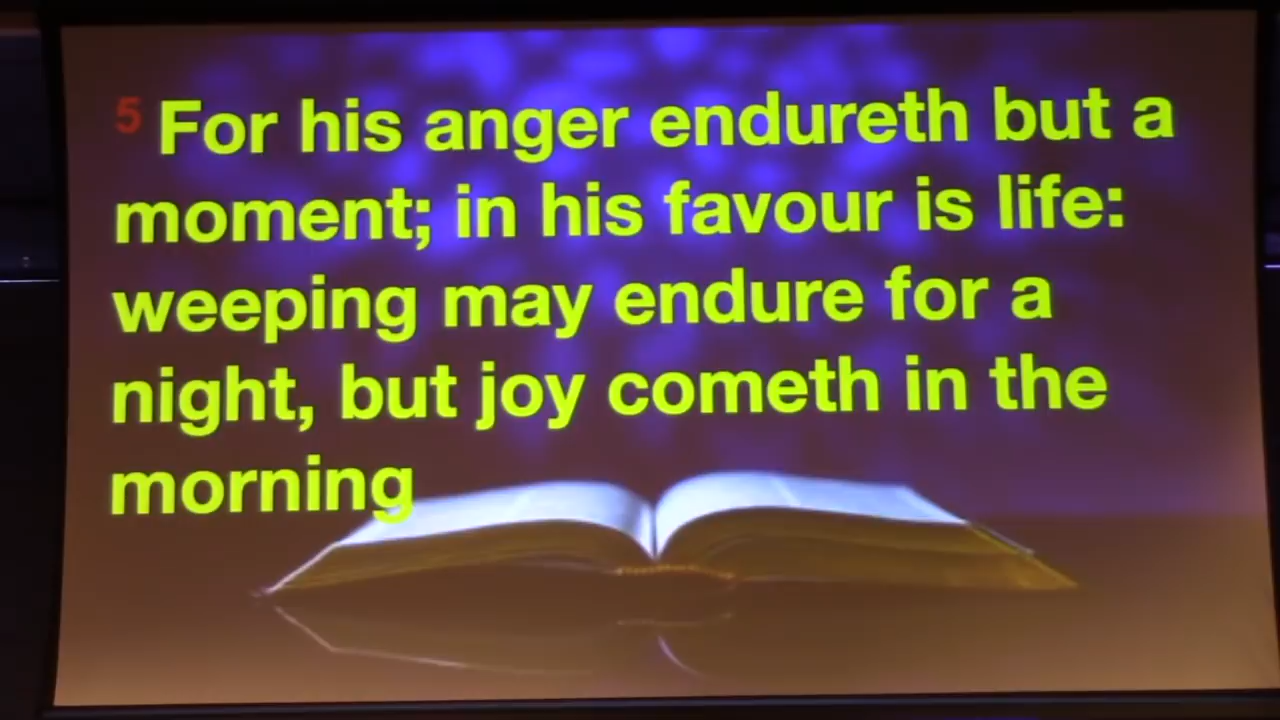 5 For his anger endureth but a
moment; in his favour is life:
weeping may endure for a
night, but joy cometh in the
morning